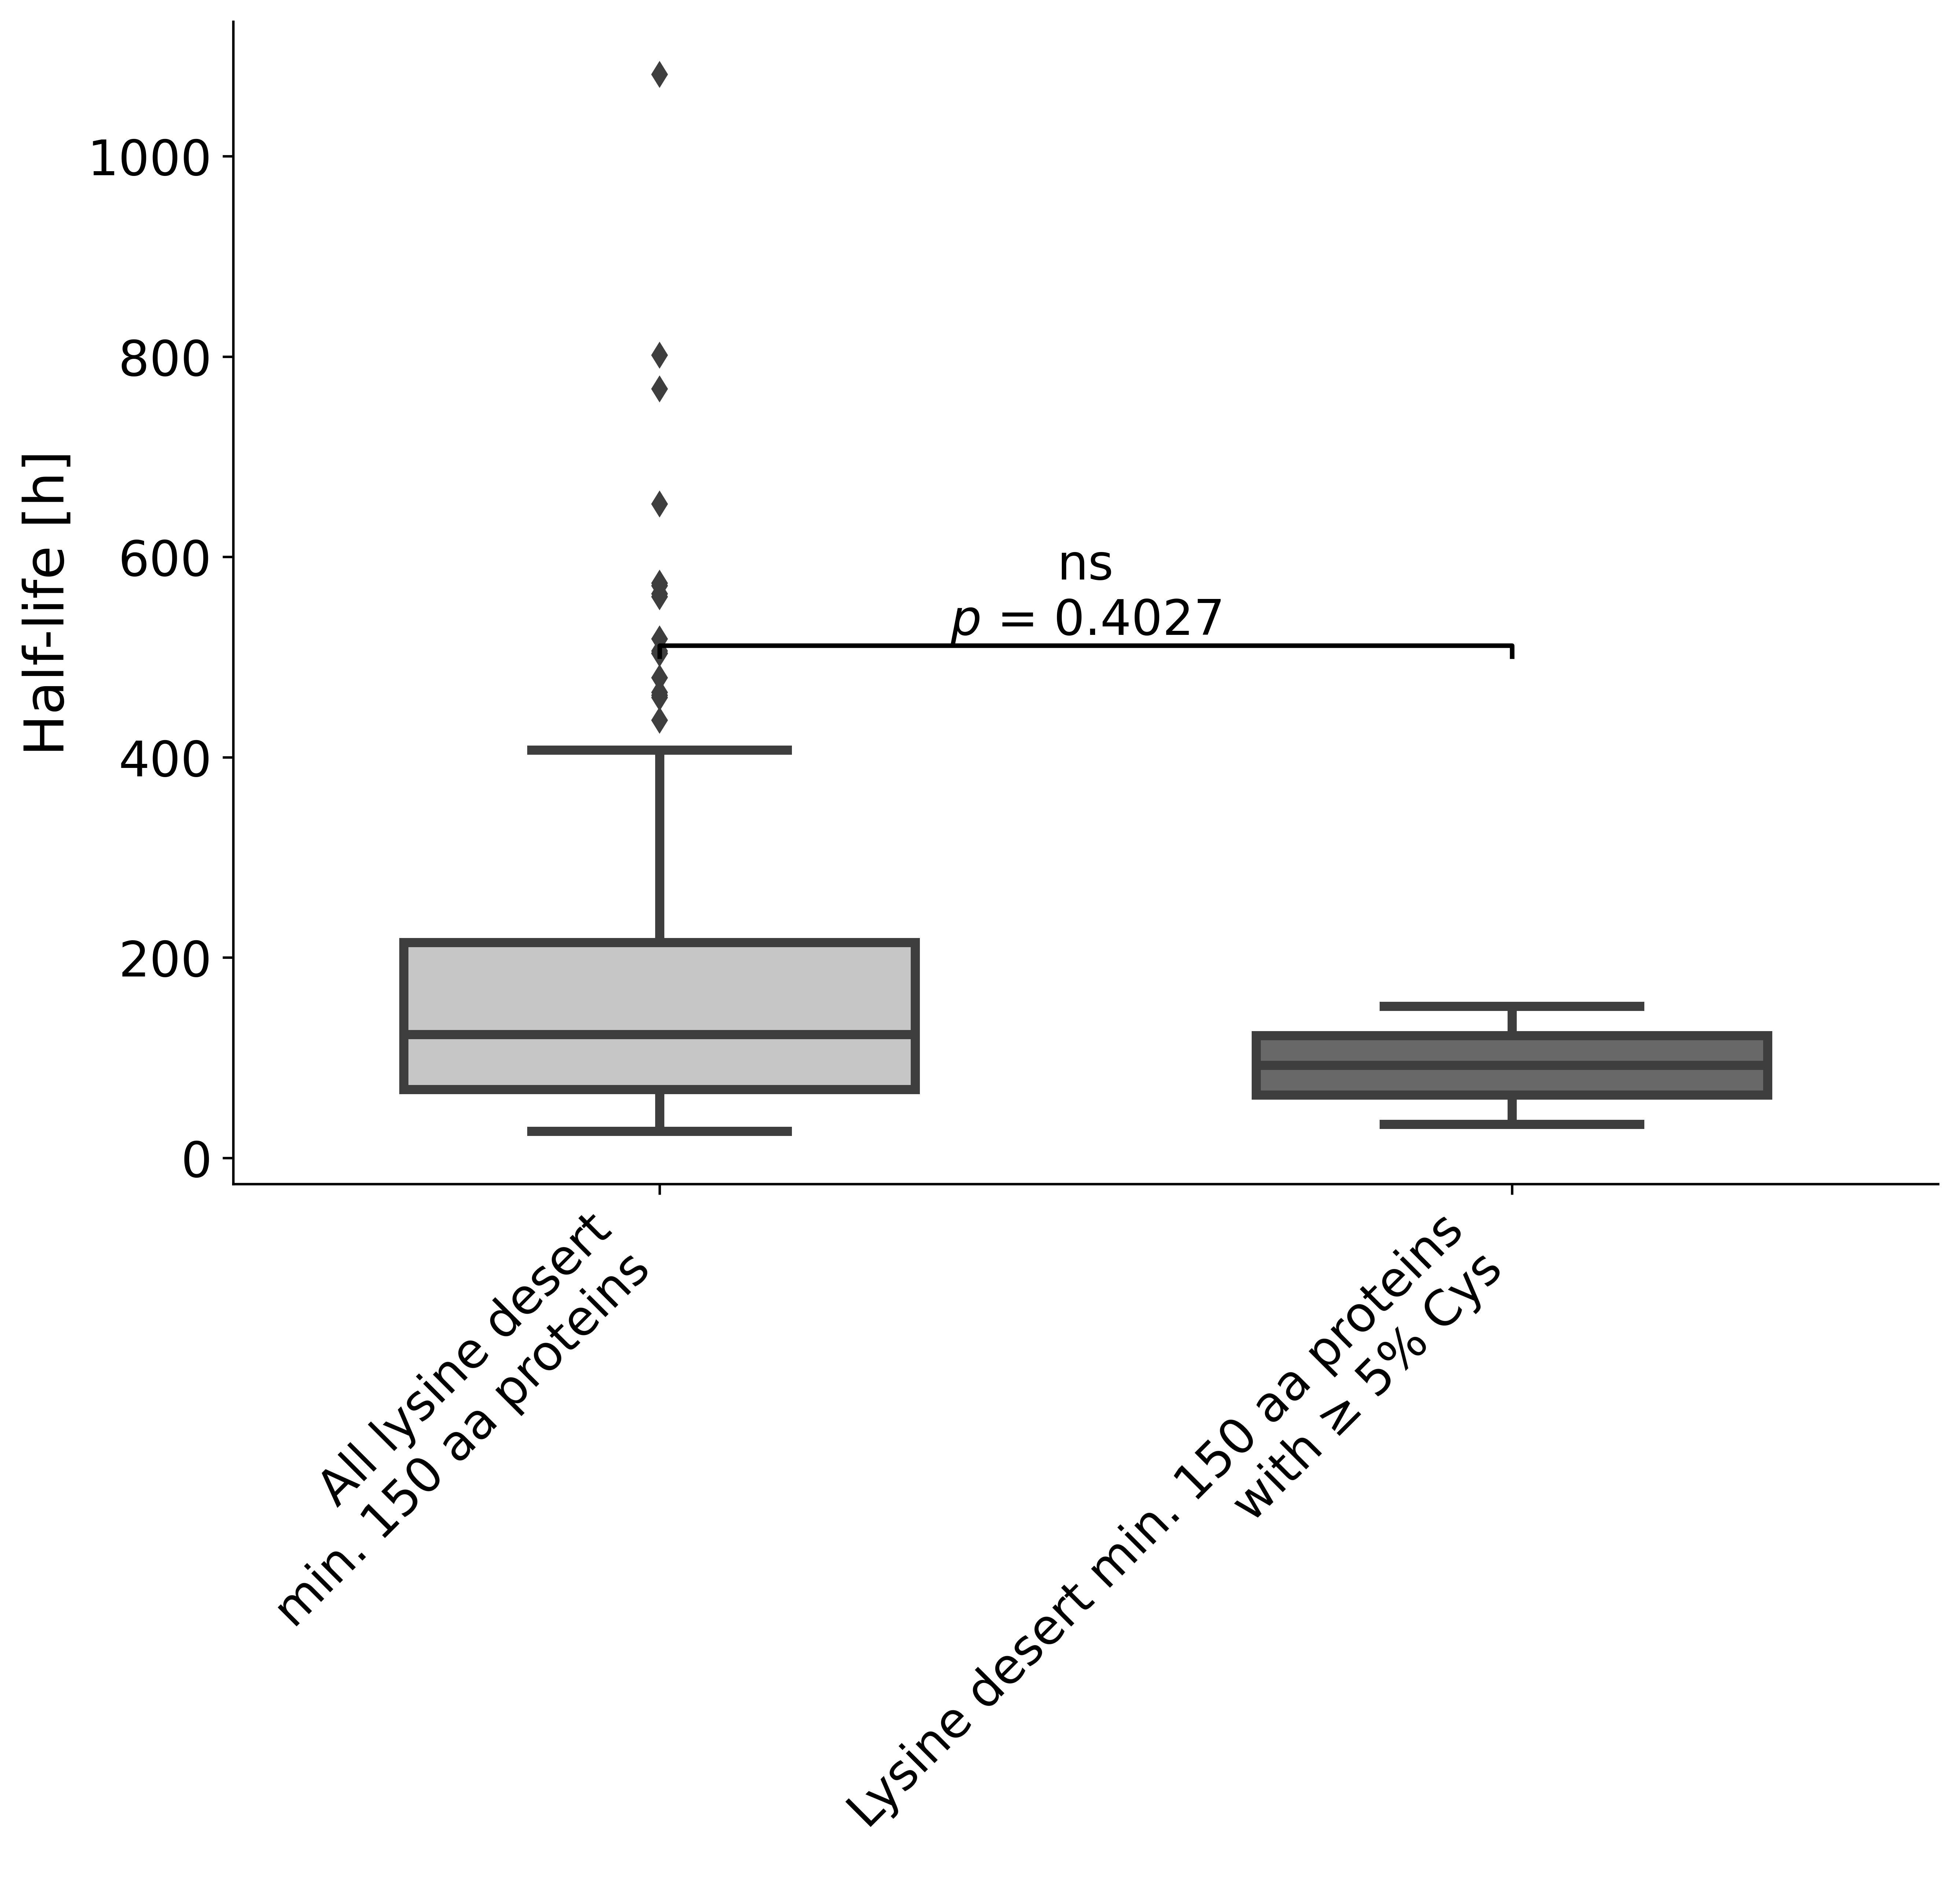 1000
800
600
400
200
0
Half-life [h]
ns
p = 0.4027
All lysine desert
min. 150 aa proteins
Lysine desert min. 150 aa proteins
with ≥ 5% Cys